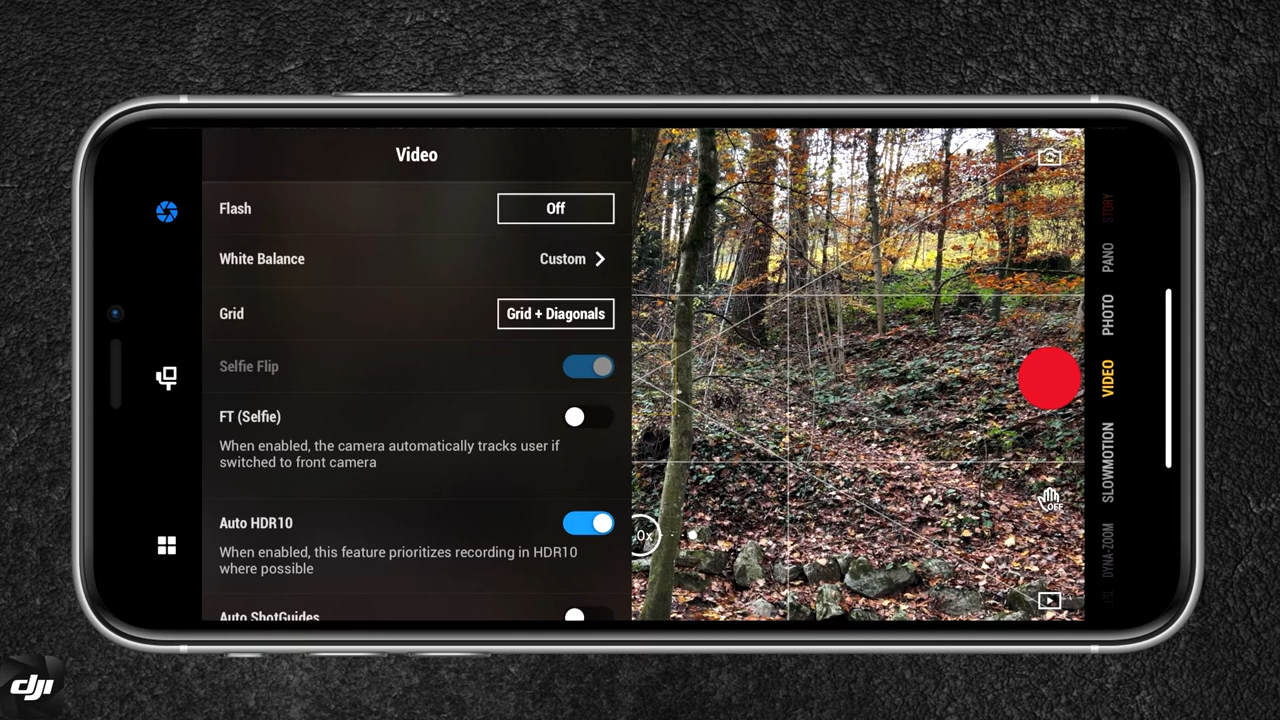 Video
Flash
Off
White Balance
Custom
Grid
Grid + Diagonals
Selfie Flip
FT (Selfie)
When enabled, the camera automatically tracks user if
switched to front camera
Auto HDR10
When enabled, this feature prioritizes recording in HDR10
where possible
Auto ShotGuides
0x
OFF
STORY
PANO
PHOTO
VIDEO
SLOWMOTION
DYNA-ZOOM
dji